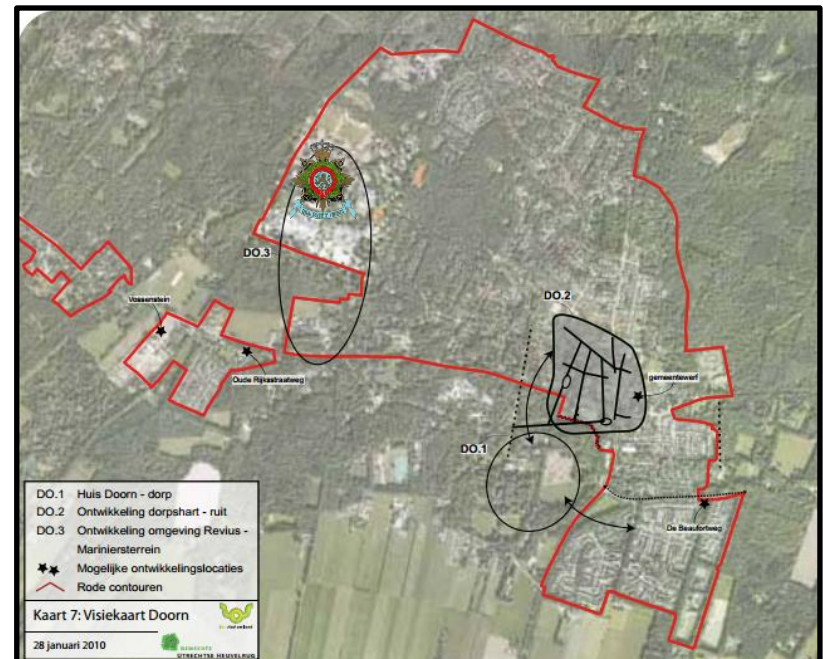 DO.3
DO.2
Vossenstein
Oude Rijksstraatweg
gemeentewerf
DO.1
De Beaufortweg
DO.1 Huis Doorn - dorp
DO.2 Ontwikkeling dorpshart - ruit
DO.3 Ontwikkeling omgeving Revius -
Mariniersterrein
Mogelijke ontwikkelingslocaties
Rode contouren
Kaart 7: Visiekaart Doorn
28 januari 2010
GEMEENTE
UTRECHTSE HEUVELRUG